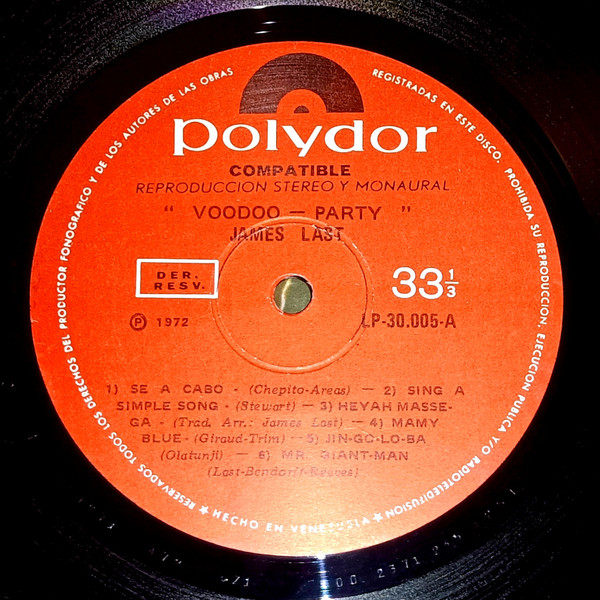 RESERVADOS TODOS LOS DERECHOS DEL PRODUCTOR FONOGRAFICO Y DE LOS AUTORES DE LAS OBRAS
REGISTRADAS EN ESTE DISCO. PROHIBIDA SU REPRODUCCION, EJECUCION PUBLICA Y/O RADIOTELEDIFUSION
polydor
COMPATIBLE
REPRODUCCION STEREO Y MONAURAL
" VOODOO — PARTY "
JAMES LAST
DER.
RESV.
33 1/3
Ⓟ 1972
LP-30.005-A
1) SE A CABO - (Chepito-Areas) — 2) SING A
SIMPLE SONG - (Stewart) — 3) HEYAH MASSE-
GA - (Trad. Arr.: James Last) — 4) MAMY
BLUE - (Giraud-Trim) — 5) JIN-GO-LO-BA
(Olatunji) — 6) MR. GIANT-MAN
(Last-Bendorff-Reaves)
★ HECHO EN VENEZUELA ★